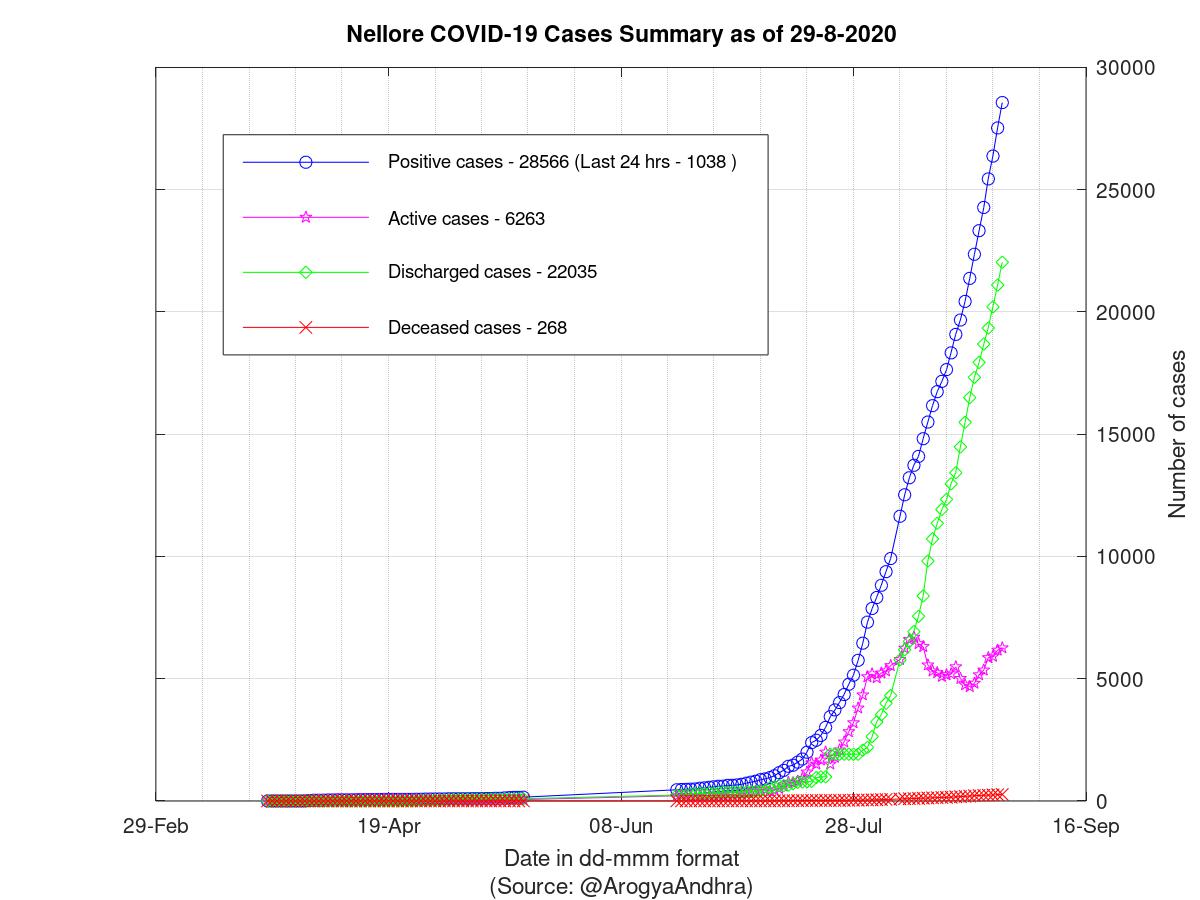 Nellore COVID-19 Cases Summary as of 29-8-2020
30000
25000
20000
15000
10000
5000
0
Number of cases
Positive cases - 28566 (Last 24 hrs - 1038 )
Active cases - 6263
Discharged cases - 22035
Deceased cases - 268
29-Feb 19-Apr 08-Jun 28-Jul 16-Sep
Date in dd-mmm format
(Source: @ArogyaAndhra)